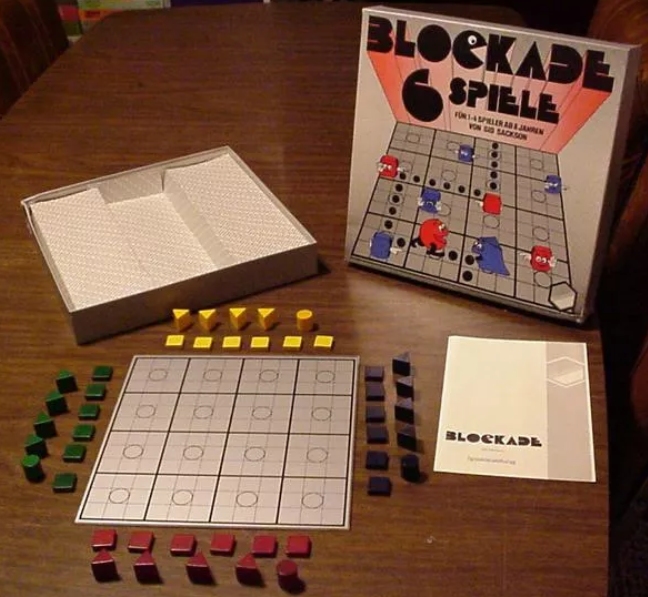 BLOCKADE
6 SPIELE
FÜR 1-4 SPIELER AB 8 JAHREN
VON SID SACKSON
BLOCKADE